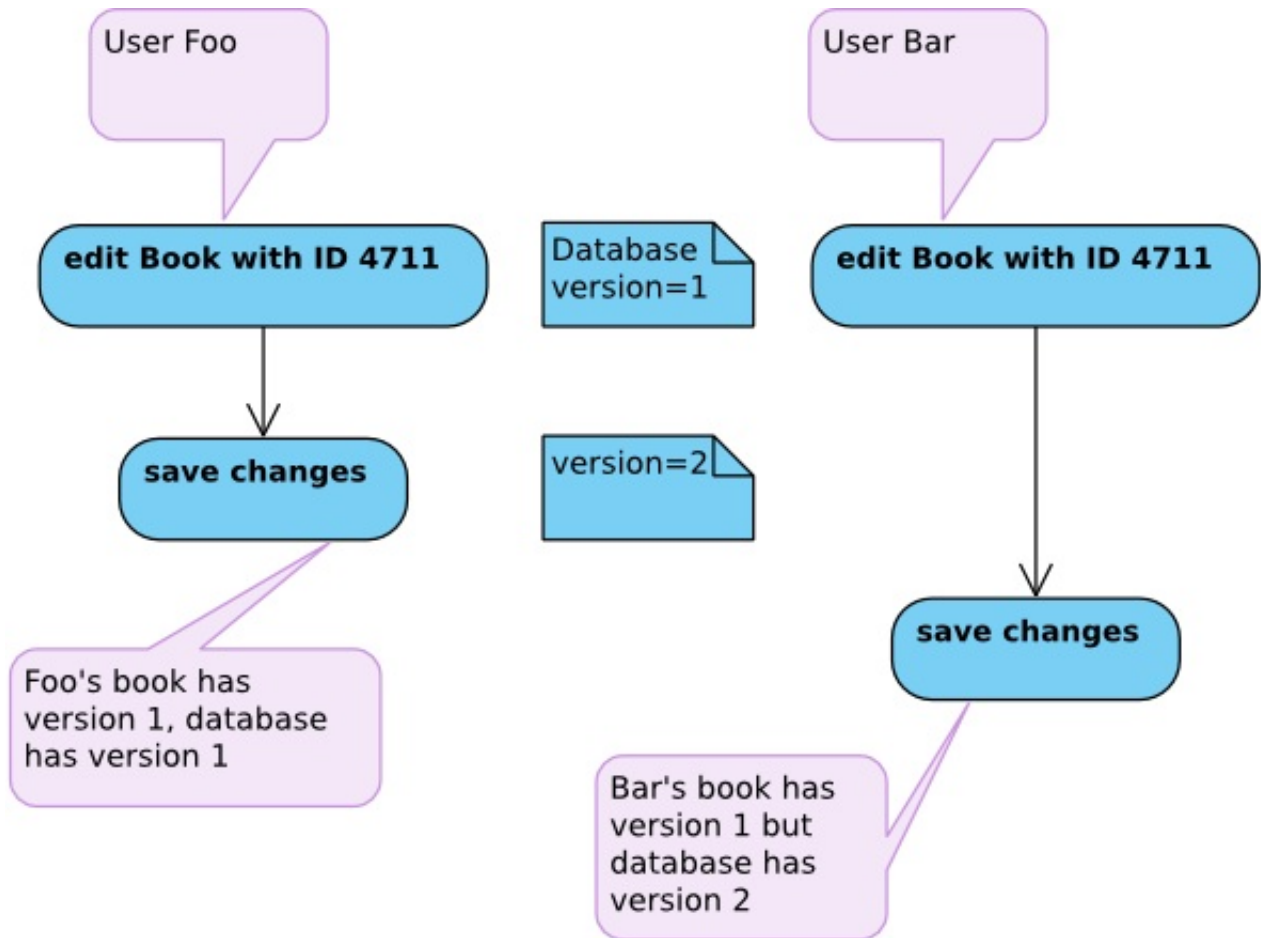 User Foo
User Bar
edit Book with ID 4711
Database
version=1
edit Book with ID 4711
save changes
version=2
save changes
Foo's book has
version 1, database
has version 1
Bar's book has
version 1 but
database has
version 2